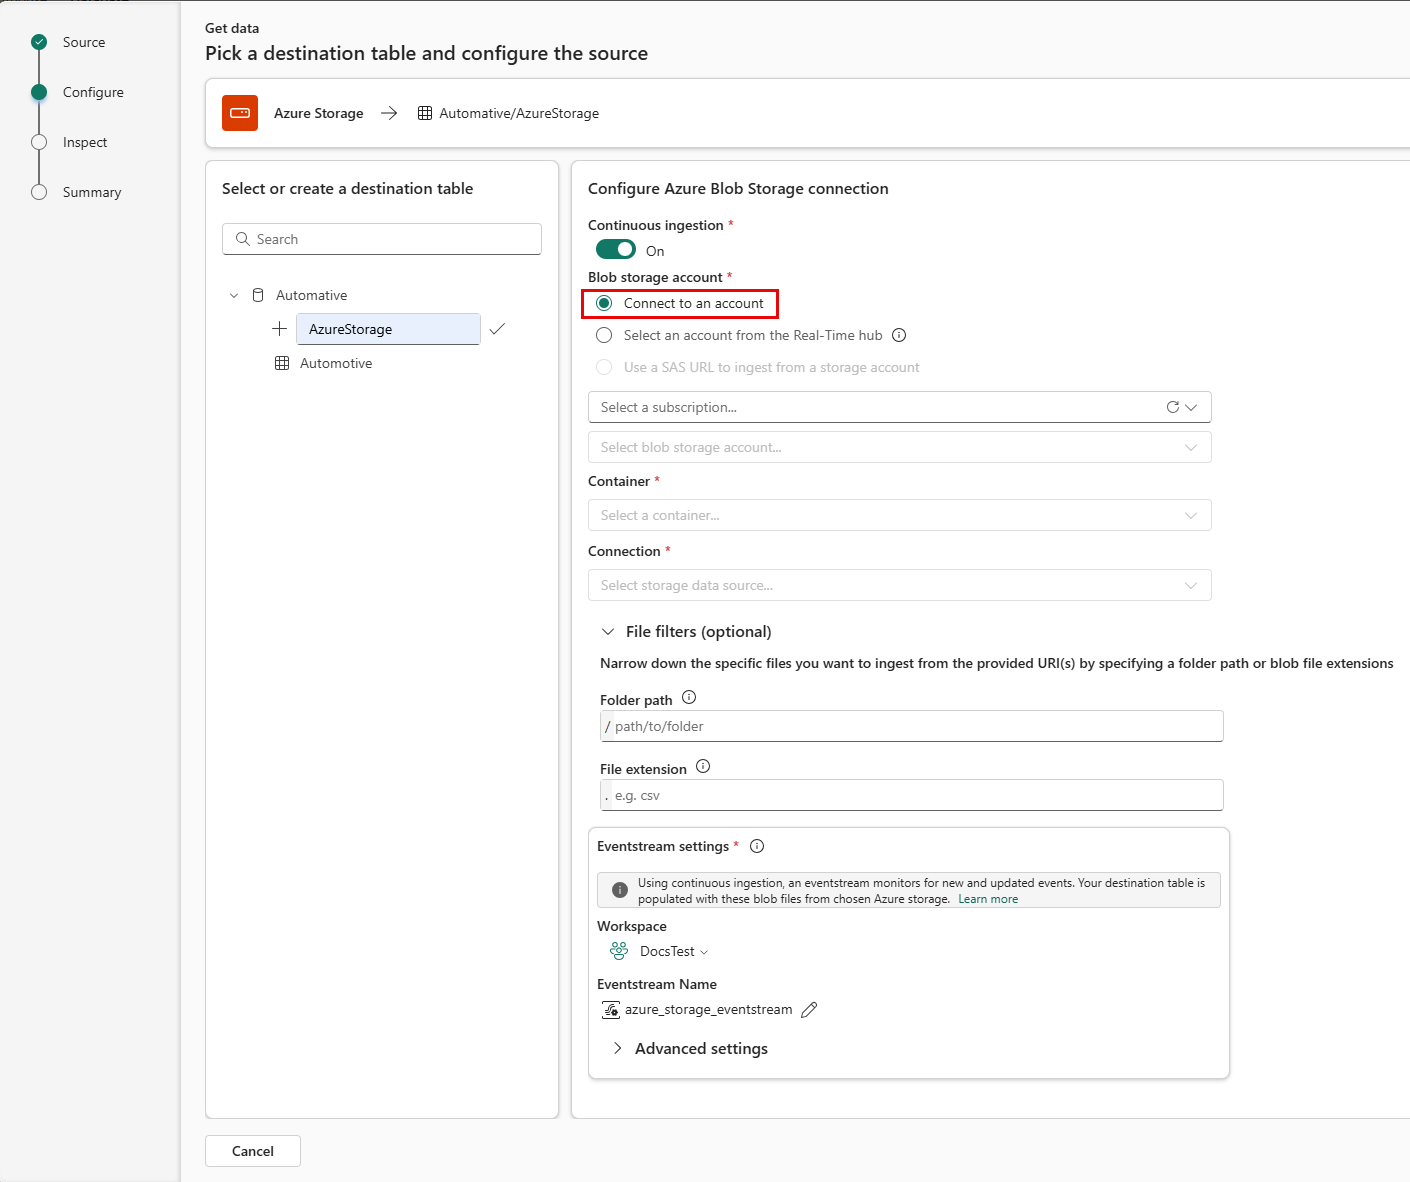 Source
Configure
Inspect
Summary
Get data
Pick a destination table and configure the source
Azure Storage
Automative/AzureStorage
Select or create a destination table
Search
Automative
AzureStorage
Automotive
Configure Azure Blob Storage connection
Continuous ingestion *
On
Blob storage account *
Connect to an account
Select an account from the Real-Time hub
Use a SAS URL to ingest from a storage account
Select a subscription...
Select blob storage account...
Container *
Select a container...
Connection *
Select storage data source...
File filters (optional)
Narrow down the specific files you want to ingest from the provided URI(s) by specifying a folder path or blob file extensions
Folder path
/ path/to/folder
File extension
. e.g. csv
Eventstream settings *
Using continuous ingestion, an eventstream monitors for new and updated events. Your destination table is
populated with these blob files from chosen Azure storage. Learn more
Workspace
DocsTest
Eventstream Name
azure_storage_eventstream
Advanced settings
Cancel